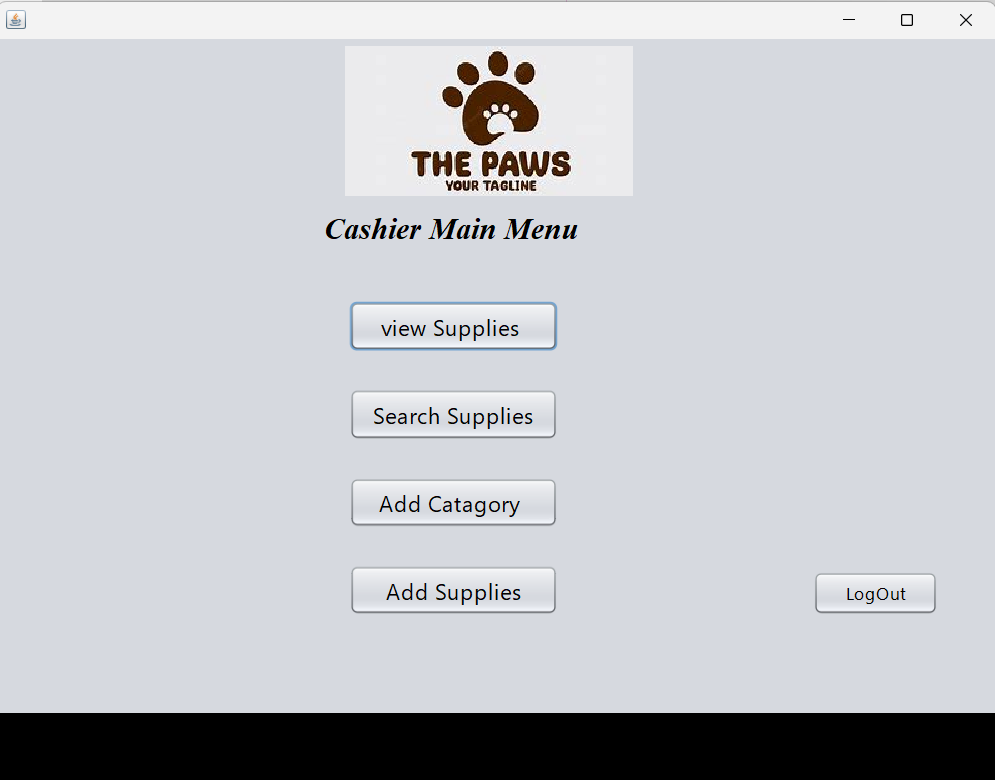 THE PAWS
YOUR TAGLINE
Cashier Main Menu
view Supplies
Search Supplies
Add Catagory
Add Supplies
LogOut